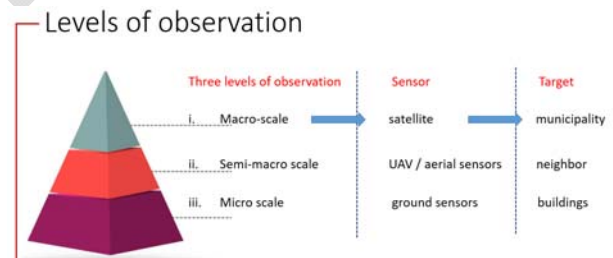 Levels of observation
Three levels of observation Sensor Target
i. Macro-scale satellite municipality
ii. Semi-macro scale UAV / aerial sensors neighbor
iii. Micro scale ground sensors buildings